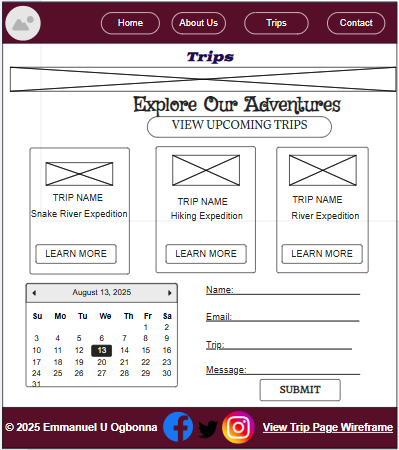 Home About Us Trips Contact
Trips
Explore Our Adventures
VIEW UPCOMING TRIPS
TRIP NAME
Snake River Expedition
LEARN MORE
TRIP NAME
Hiking Expedition
LEARN MORE
TRIP NAME
River Expedition
LEARN MORE
August 13, 2025
Su Mo Tu We Th Fr Sa
1 2
3 4 5 6 7 8 9
10 11 12 13 14 15 16
17 18 19 20 21 22 23
24 25 26 27 28 29 30
31
Name:
Email:
Trip:
Message:
SUBMIT
© 2025 Emmanuel U Ogbonna
View Trip Page Wireframe